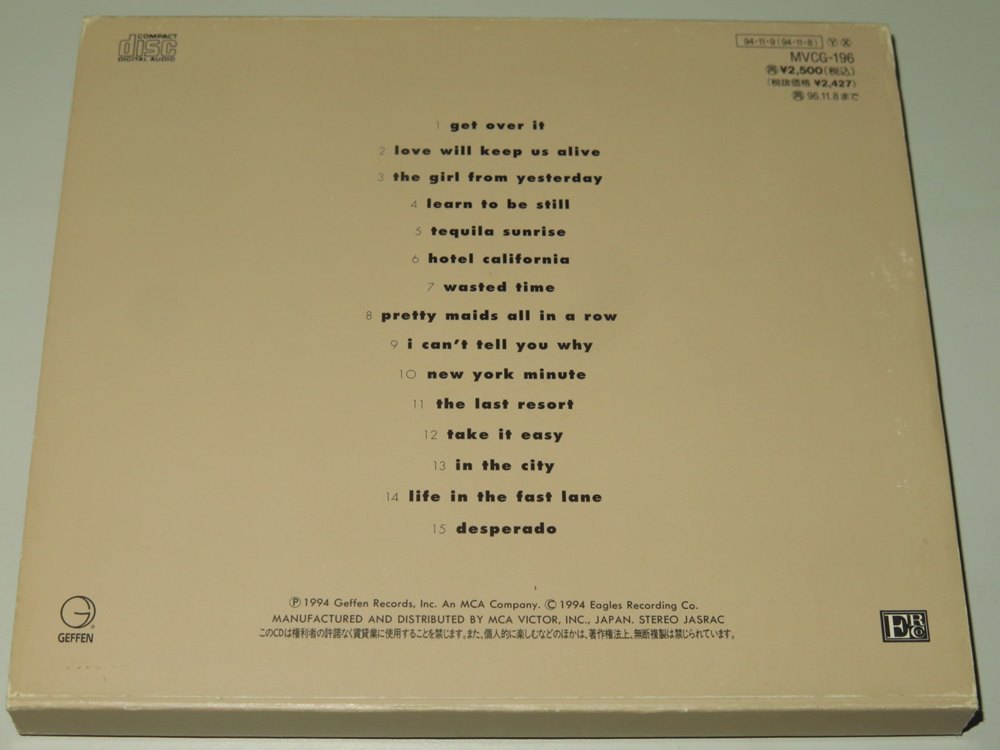 COMPACT
disc
DIGITAL AUDIO
94・11・9(94・11・8) Ⓨ Ⓧ
MVCG-196
㊢¥2,500(税込)
(税抜価格 ¥2,427)
㊢96.11.8まで
1 get over it
2 love will keep us alive
3 the girl from yesterday
4 learn to be still
5 tequila sunrise
6 hotel california
7 wasted time
8 pretty maids all in a row
9 i can't tell you why
10 new york minute
11 the last resort
12 take it easy
13 in the city
14 life in the fast lane
15 desperado
Ⓟ 1994 Geffen Records, Inc. An MCA Company. © 1994 Eagles Recording Co.
MANUFACTURED AND DISTRIBUTED BY MCA VICTOR, INC., JAPAN. STEREO JASRAC
このCDは権利者の許諾なく賃貸業に使用することを禁じます。また、個人的に楽しむなどのほかは、著作権法上、無断複製は禁じられています。
G
GEFFEN
ERC